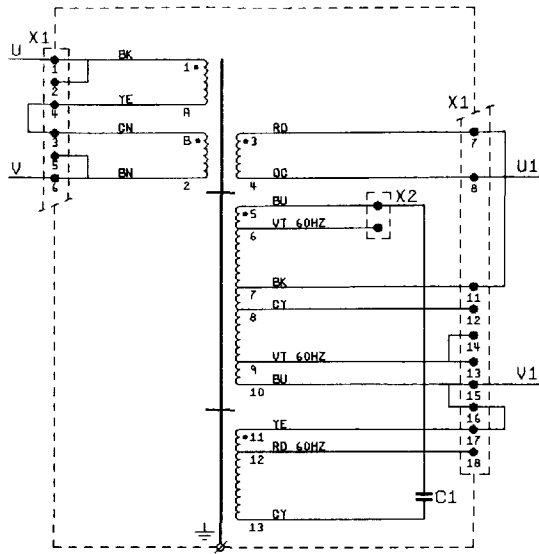 X1
U
BK
1
1
2
YE
4
A
X1
GN
3
B
RD
3
7
5
V
BN
6
2
4
OG
8
U1
BU
5
X2
6
VT 60HZ
BK
7
11
GY
8
12
14
VT 60HZ
9
13
V1
BU
10
15
16
YE
11
17
RD 60HZ
12
18
C1
GY
13